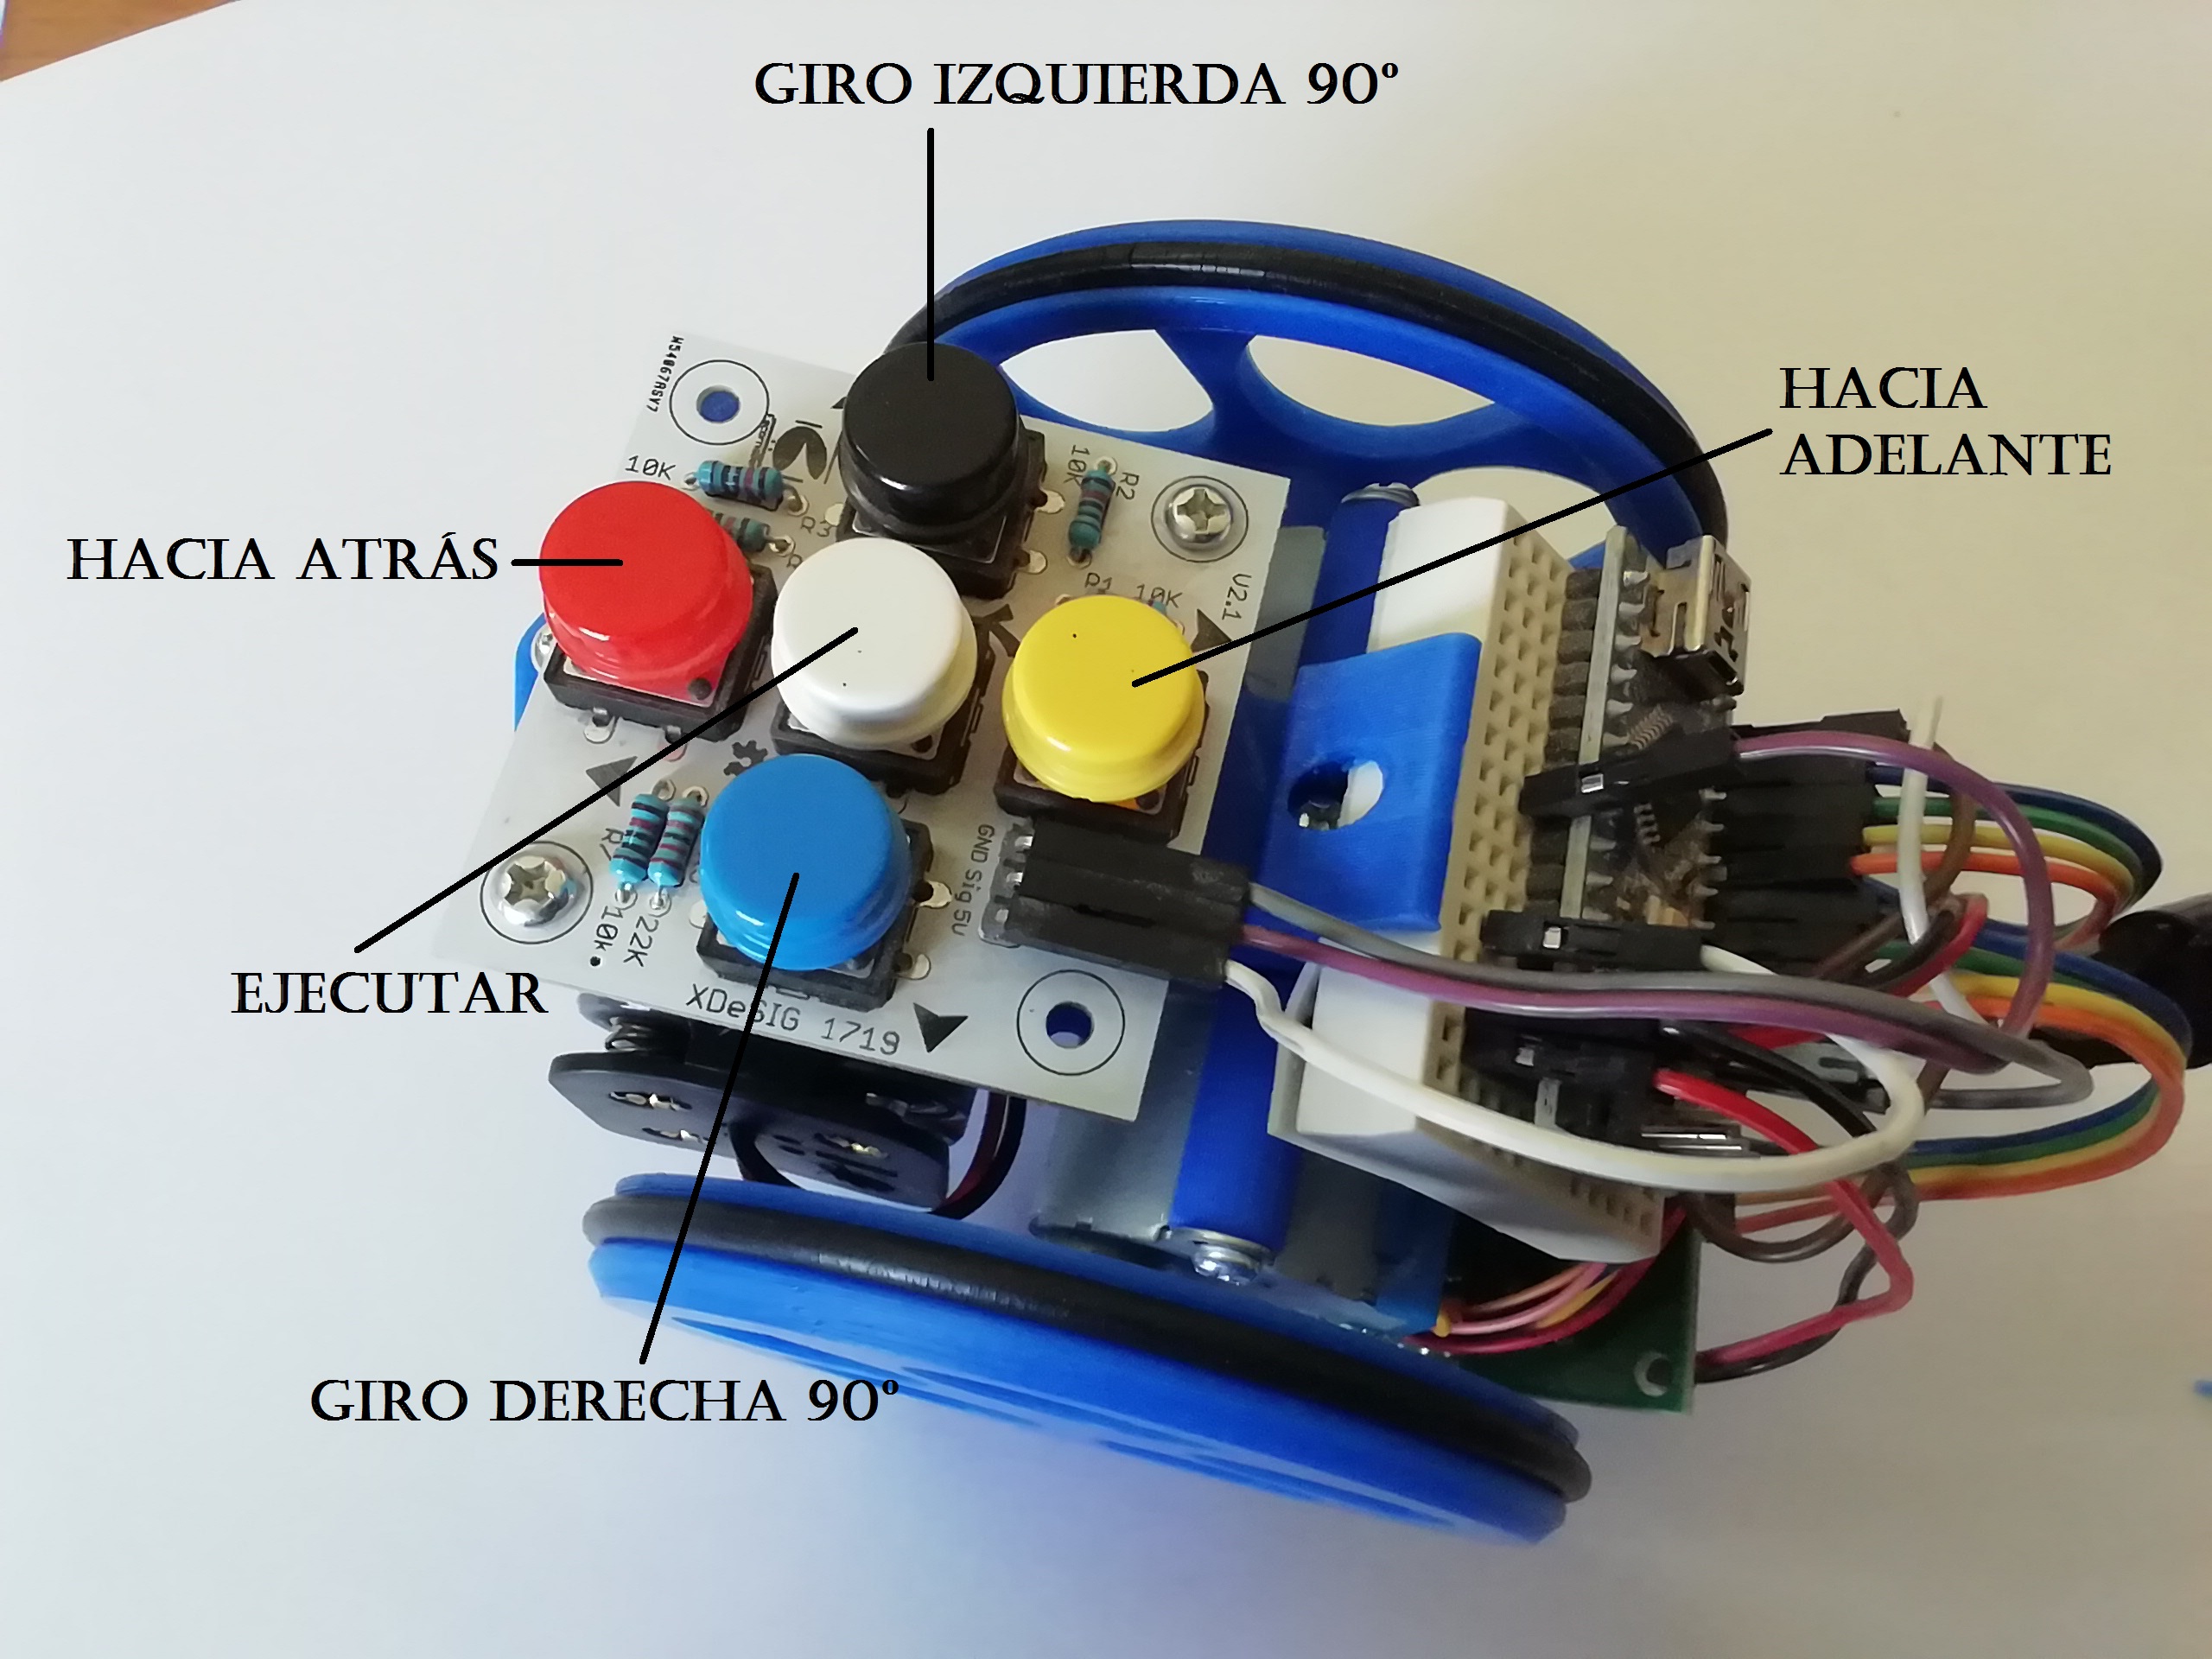 GIRO IZQUIERDA 90º
HACIA
ADELANTE
HACIA ATRÁS
EJECUTAR
GIRO DERECHA 90º
10K
R3
10K
R2
R1 10K
V2.1
GND Sig 5V
R7
10K.
22K
XDeSIG 1719